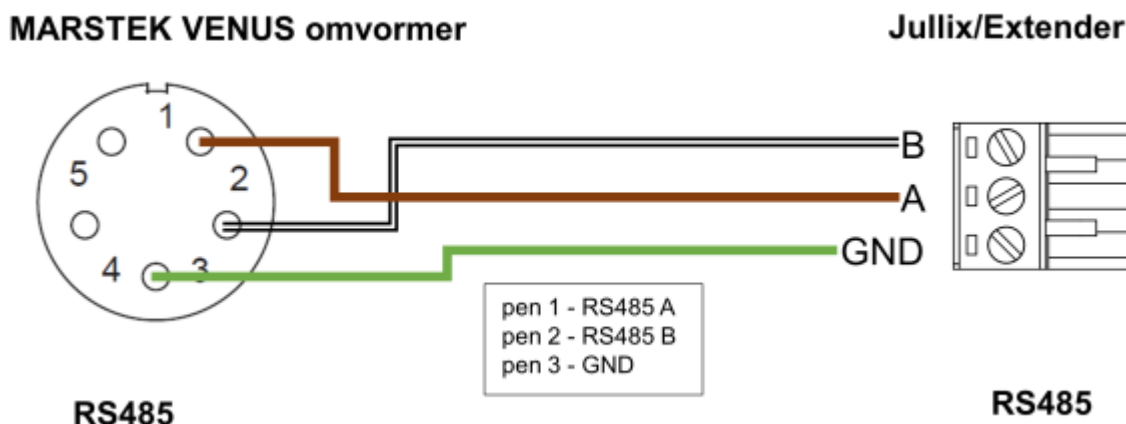 MARSTEK VENUS omvormer
Jullix/Extender
1
5
2
4
3
B
A
GND
pen 1 - RS485 A
pen 2 - RS485 B
pen 3 - GND
RS485
RS485